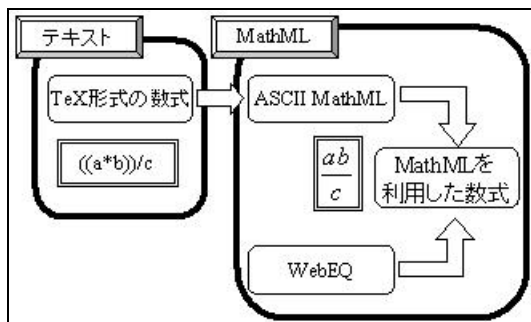 テキスト
MathML
TeX形式の数式
ASCII MathML
((a*b))/c
ab
c
MathMLを
利用した数式
WebEQ